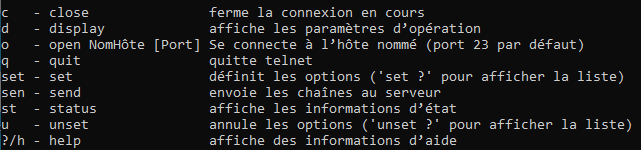 c   - close               ferme la connexion en cours
d   - display             affiche les paramètres d’opération
o   - open NomHôte [Port] Se connecte à l’hôte nommé (port 23 par défaut)
q   - quit                quitte telnet
set - set                 définit les options ('set ?' pour afficher la liste)
sen - send                envoie les chaînes au serveur
st  - status              affiche les informations d’état
u   - unset               annule les options ('unset ?' pour afficher la liste)
?/h - help                affiche des informations d’aide